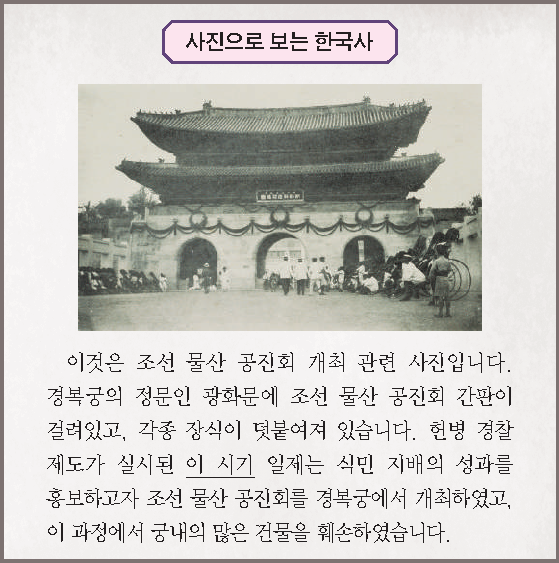 사진으로 보는 한국사
이것은 조선 물산 공진회 개최 관련 사진입니다.
경복궁의 정문인 광화문에 조선 물산 공진회 간판이
걸려있고, 각종 장식이 덧붙여져 있습니다. 헌병 경찰
제도가 실시된 이 시기 일제는 식민 지배의 성과를
홍보하고자 조선 물산 공진회를 경복궁에서 개최하였고,
이 과정에서 궁내의 많은 건물을 훼손하였습니다.